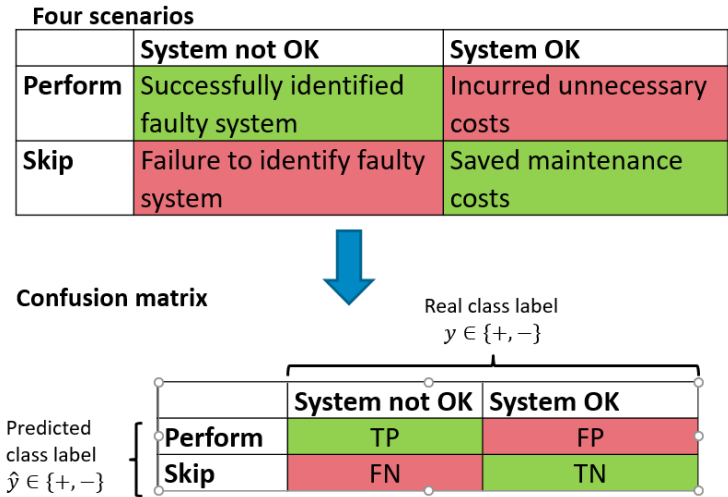 Four scenarios
System not OK System OK
Perform Successfully identified faulty system Incurred unnecessary costs
Skip Failure to identify faulty system Saved maintenance costs
Confusion matrix
Real class label
y ∈ {+, −}
System not OK System OK
Predicted class label
ŷ ∈ {+, −}
Perform TP FP
Skip FN TN